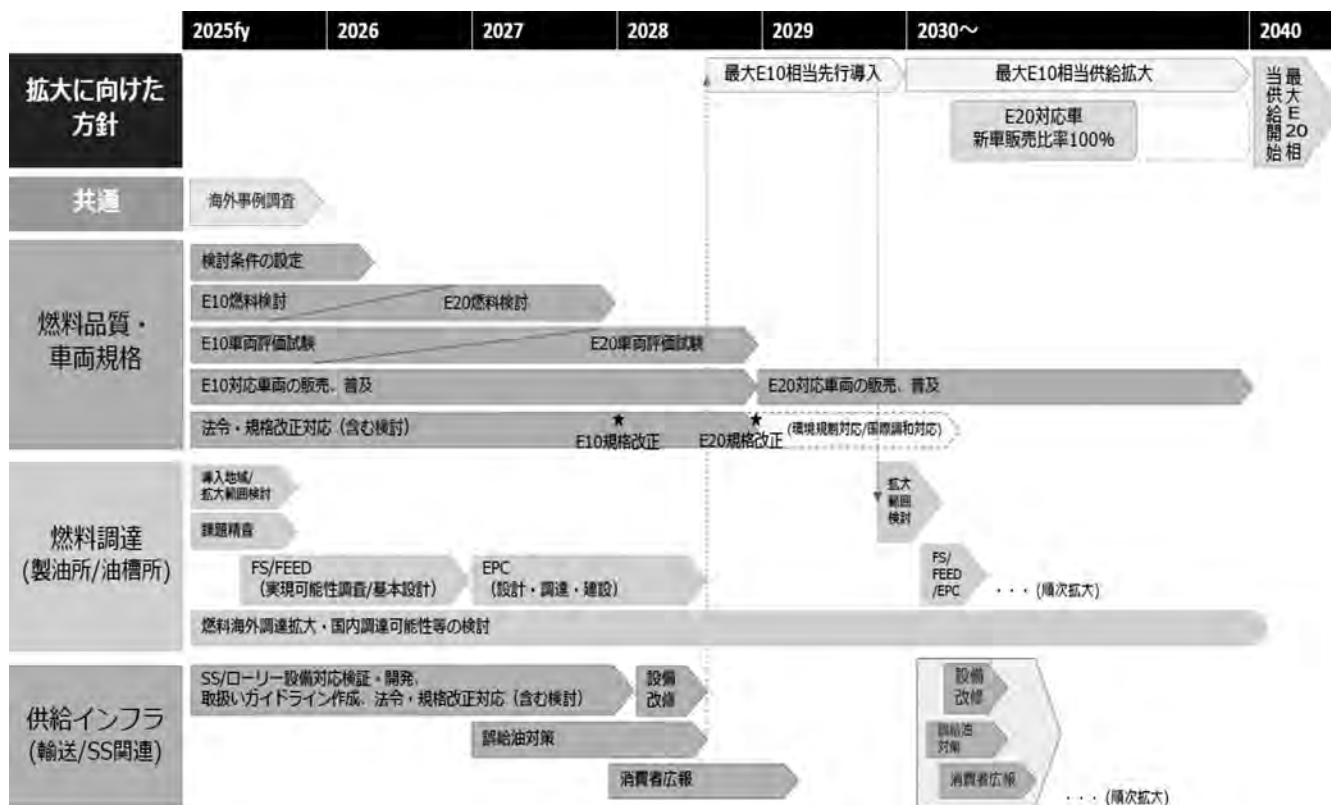 2025fy 2026 2027 2028 2029 2030～ 2040
拡大に向けた
方針
最大E10相当先行導入
最大E10相当供給拡大
E20対応車
新車販売比率100%
最大E20相
当供給開始
共通
海外事例調査
燃料品質・
車両規格
検討条件の設定
E10燃料検討
E20燃料検討
E10車両評価試験
E20車両評価試験
E10対応車両の販売、普及
E20対応車両の販売、普及
法令・規格改正対応（含む検討）
★
E10規格改正
★
E20規格改正
(環境規制対応/国際調和対応)
燃料調達
(製油所/油槽所)
導入地域/
拡大範囲検討
課題精査
拡大
範囲
検討
FS/FEED
（実現可能性調査/基本設計）
EPC
（設計・調達・建設）
FS/
FEED
/EPC
・・・(順次拡大)
燃料海外調達拡大・国内調達可能性等の検討
供給インフラ
(輸送/SS関連)
SS/ローリー設備対応検証・開発、
取扱いガイドライン作成、法令・規格改正対応（含む検討）
設備
改修
誤給油対策
消費者広報
設備
改修
誤給油
対策
消費者広報
・・・(順次拡大)